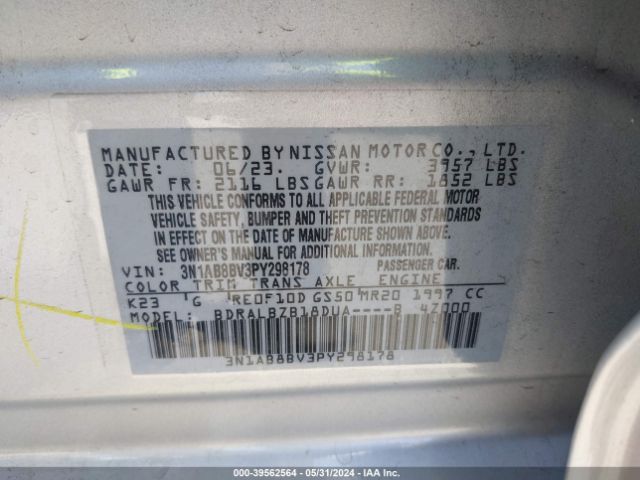 MANUFACTURED BY NISSAN MOTOR CO., LTD.
DATE: 06/23. GVWR: 3957 LBS
GAWR FR: 2116 LBS GAWR RR: 1852 LBS
THIS VEHICLE CONFORMS TO ALL APPLICABLE FEDERAL MOTOR
VEHICLE SAFETY, BUMPER AND THEFT PREVENTION STANDARDS
IN EFFECT ON THE DATE OF MANUFACTURE SHOWN ABOVE.
SEE OWNER'S MANUAL FOR ADDITIONAL INFORMATION.
VIN: 3N1AB8BV3PY298178 PASSENGER CAR.
COLOR TRIM TRANS AXLE ENGINE
K23 G RE0F10D GS50 MR20 1997 CC
MODEL: BDRALBZB18DUA----B 4Z000
3N1AB8BV3PY298178
000-39562564 - 05/31/2024 - IAA Inc.